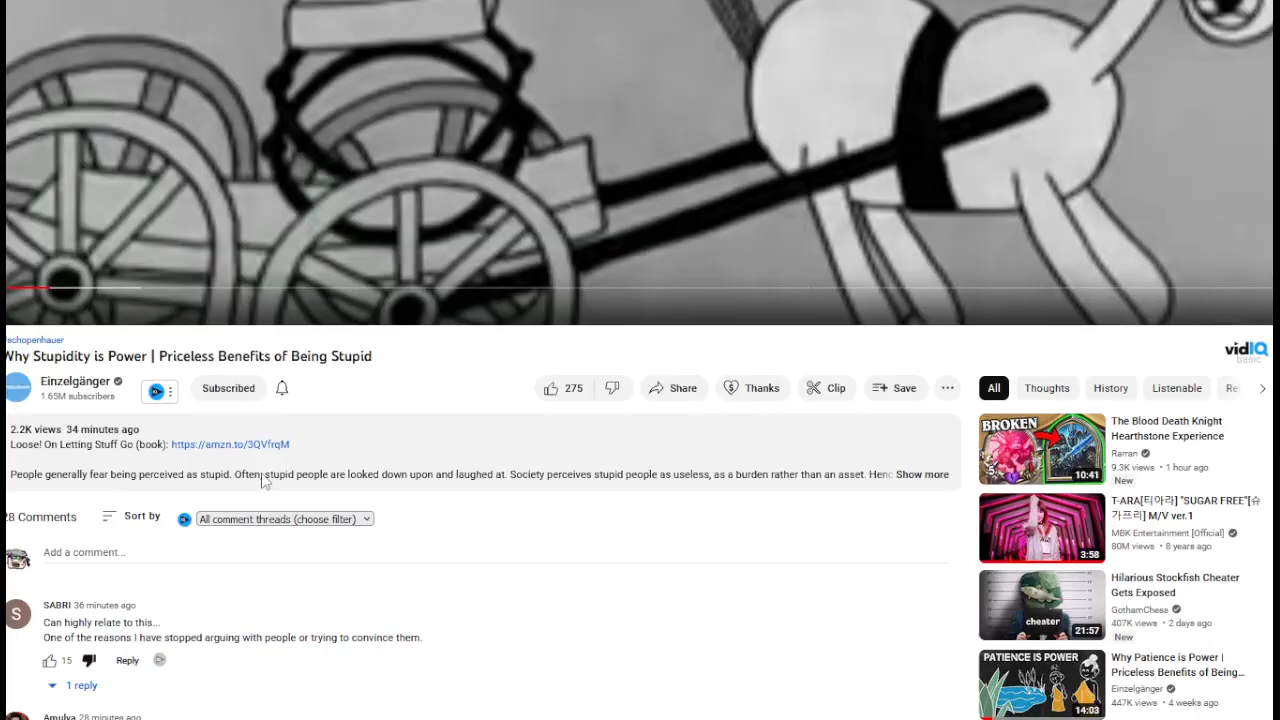 schopenhauer
Why Stupidity is Power | Priceless Benefits of Being Stupid
vidIQ
basic
Einzelgänger
1.65M subscribers
Subscribed
275
Share
Thanks
Clip
Save
All
Thoughts
History
Listenable
2.2K views 34 minutes ago
Loose! On Letting Stuff Go (book): https://amzn.to/3QVfrqM
People generally fear being perceived as stupid. Often, stupid people are looked down upon and laughed at. Society perceives stupid people as useless, as a burden rather than an asset. Henc Show more
28 Comments
Sort by
All comment threads (choose filter)
Add a comment...
S
SABRI 36 minutes ago
Can highly relate to this...
One of the reasons I have stopped arguing with people or trying to convince them.
15
Reply
1 reply
Amulya 28 minutes ago
BROKEN
10:41
The Blood Death Knight
Hearthstone Experience
Rarran
9.3K views • 1 hour ago
New
3:58
T-ARA[티아라] "SUGAR FREE"[슈
가프리] M/V ver.1
MBK Entertainment [Official]
80M views • 8 years ago
cheater
21:57
Hilarious Stockfish Cheater
Gets Exposed
GothamChess
407K views • 2 days ago
New
PATIENCE IS POWER
14:03
Why Patience is Power |
Priceless Benefits of Being...
Einzelgänger
447K views • 4 weeks ago